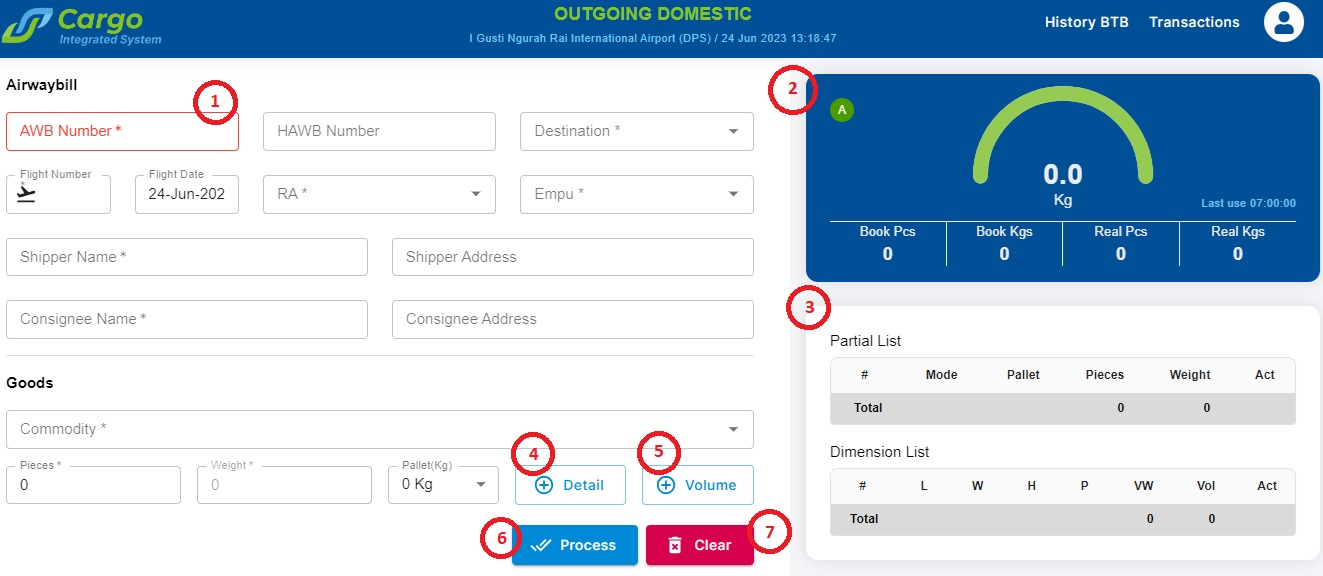 Cargo
Integrated System
OUTGOING DOMESTIC
I Gusti Ngurah Rai International Airport (DPS) / 24 Jun 2023 13:18:47
History BTB Transactions
Airwaybill
1
AWB Number *
HAWB Number
Destination *
Flight Number *
Flight Date
24-Jun-202
RA *
Empu *
Shipper Name *
Shipper Address
Consignee Name *
Consignee Address
Goods
Commodity *
Pieces *
0
Weight *
0
Pallet(Kg)
0 Kg
4
Detail
5
Volume
6
Process
7
Clear
2
A
0.0
Kg
Last use 07:00:00
Book Pcs Book Kgs Real Pcs Real Kgs
0 0 0 0
3
Partial List
# Mode Pallet Pieces Weight Act
Total 0 0
Dimension List
# L W H P VW Vol Act
Total 0 0